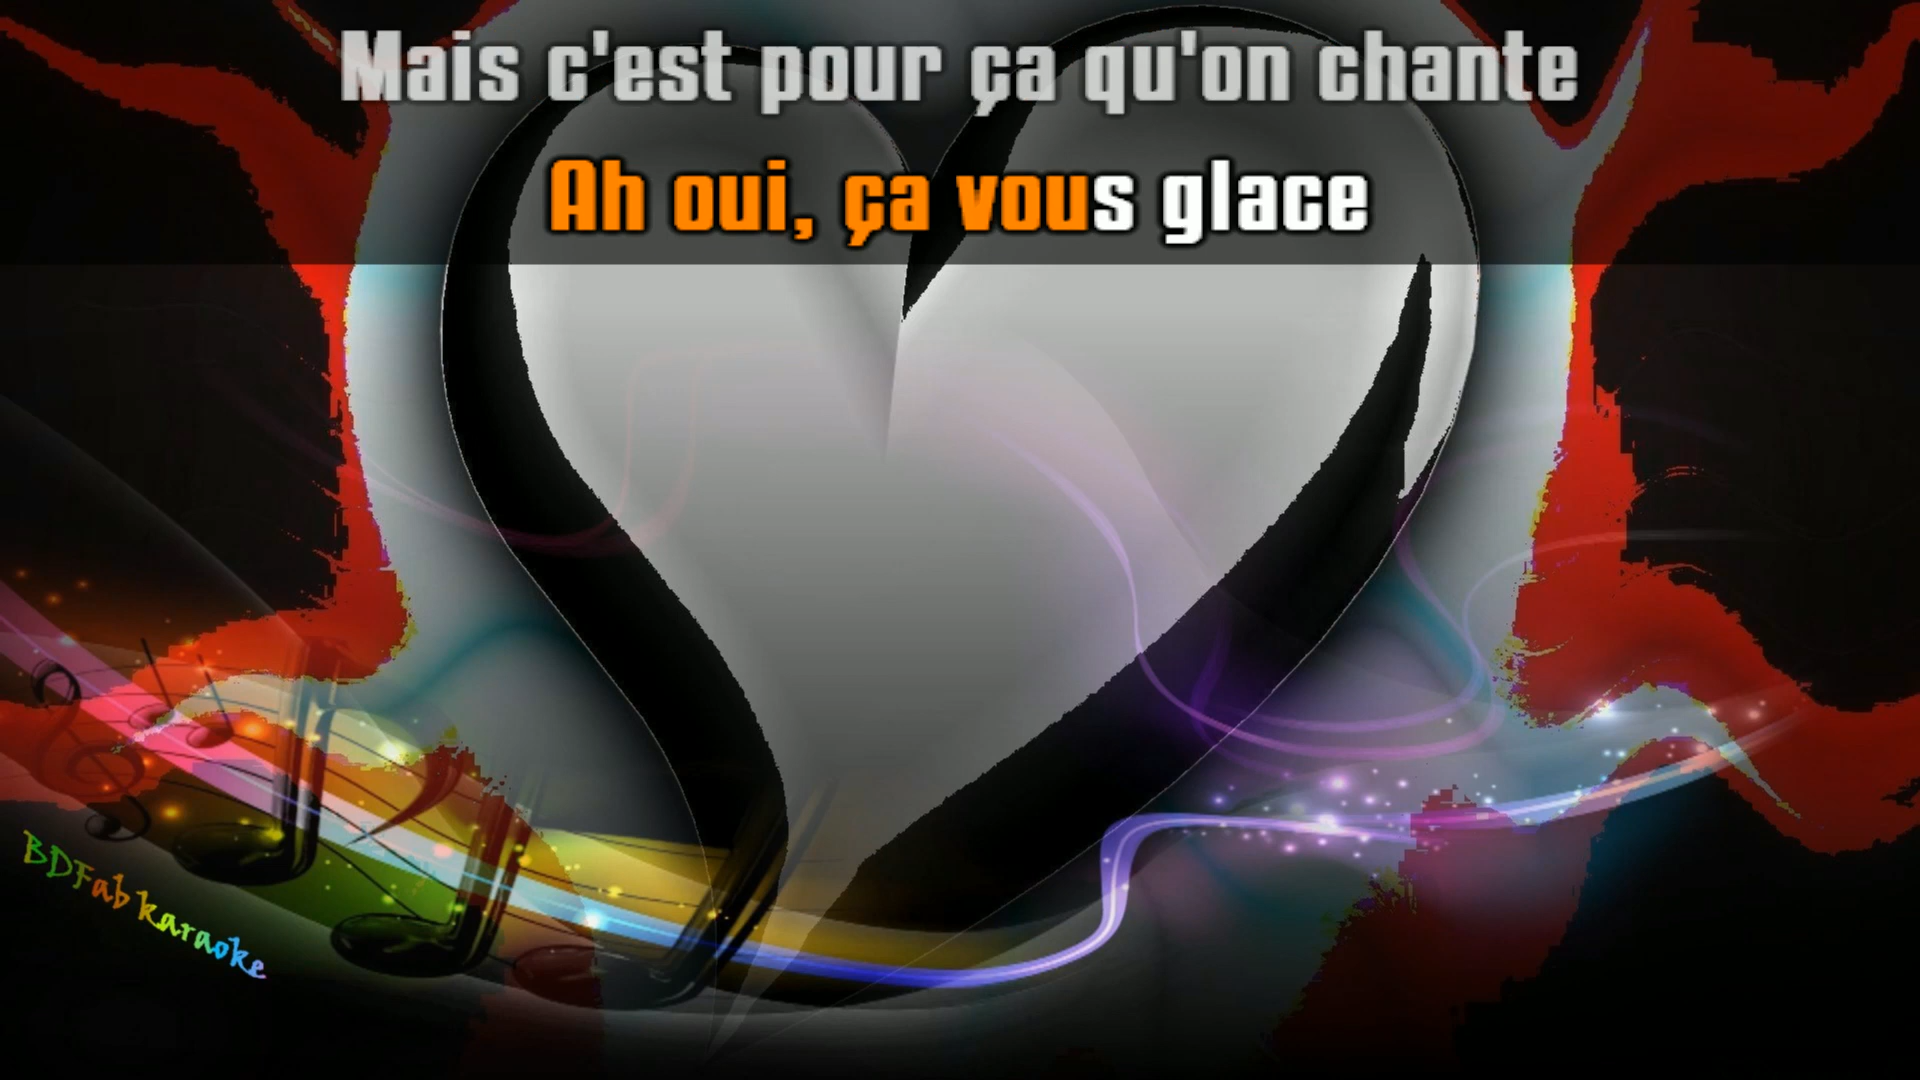 Mais c'est pour ça qu'on chante
Ah oui, ça vous glace
BDFab karaoke